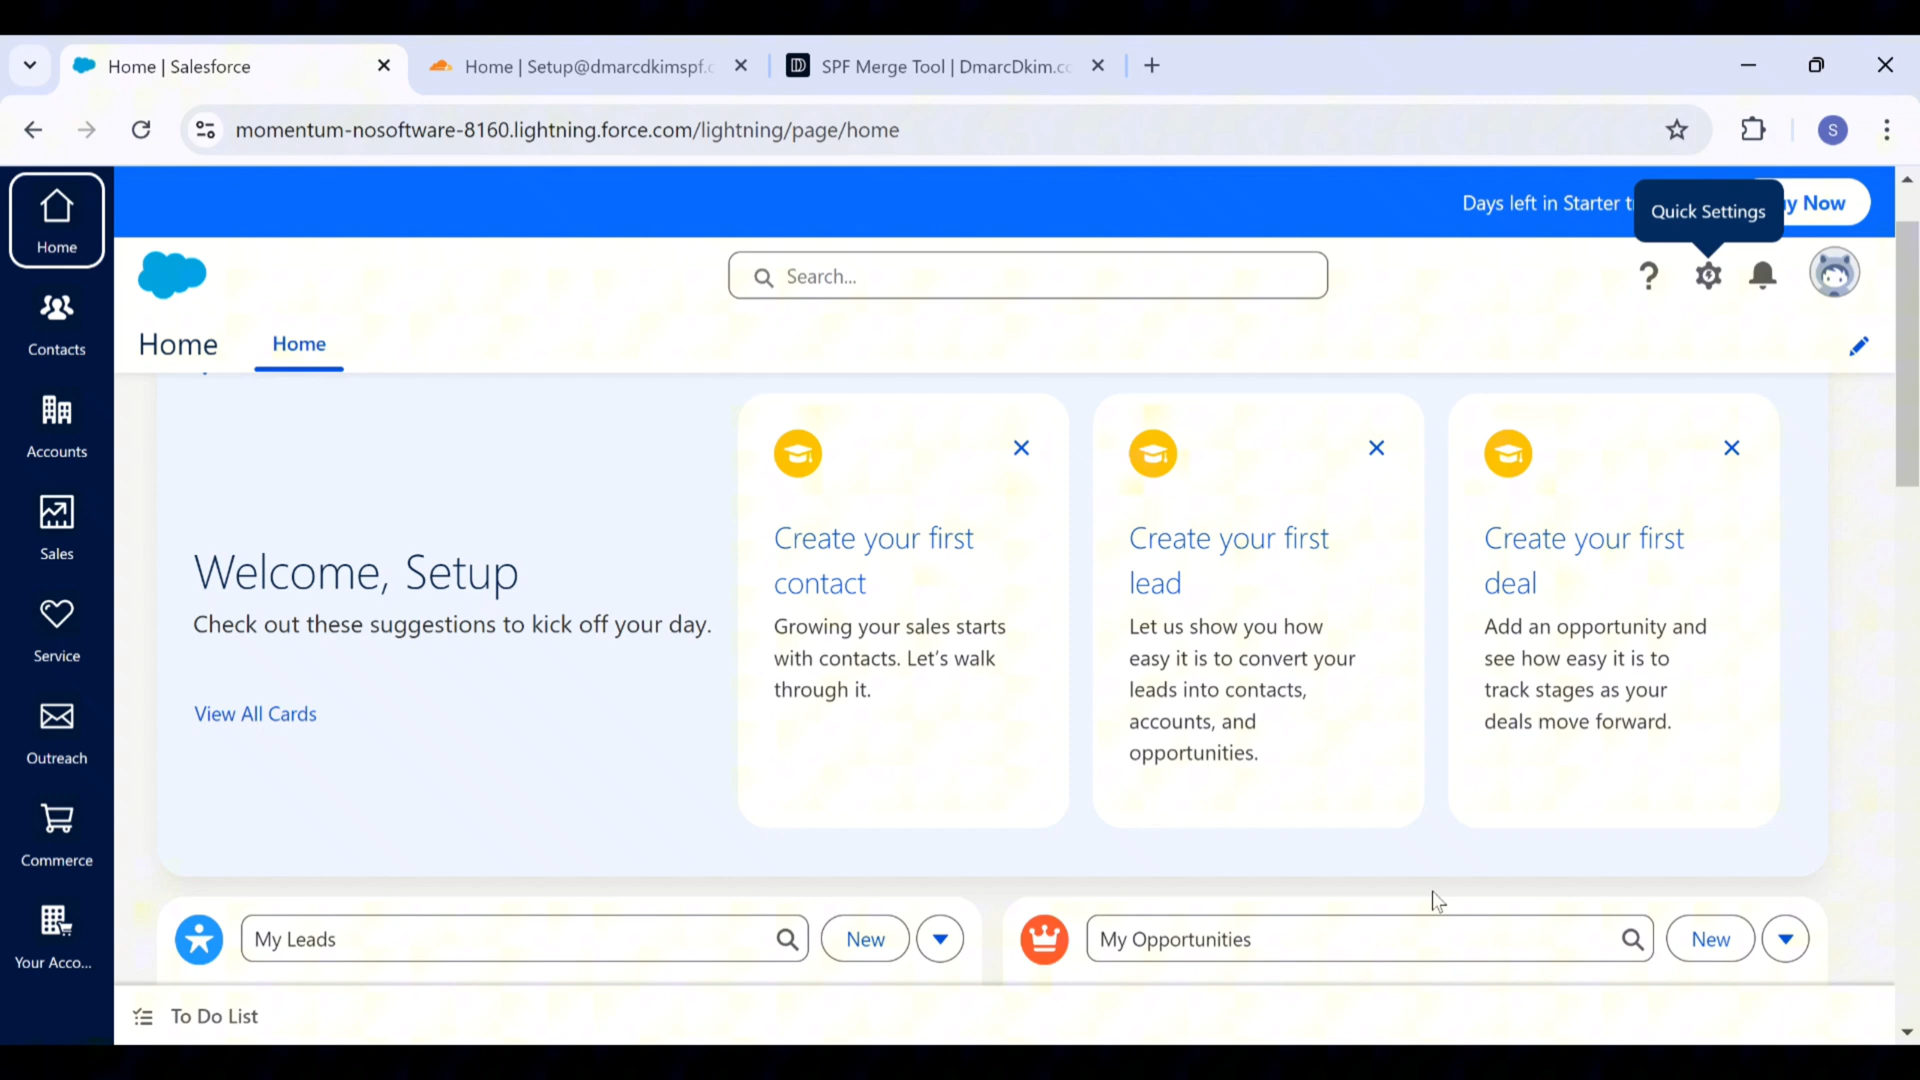 Home | Salesforce
Home | Setup@dmarcdkimspf.c
SPF Merge Tool | DmarcDkim.cc
momentum-nosoftware-8160.lightning.force.com/lightning/page/home
S
Days left in Starter t
Quick Settings
y Now
Home
Contacts
Accounts
Sales
Service
Outreach
Commerce
Your Acco...
Search...
Home
Home
Welcome, Setup
Check out these suggestions to kick off your day.
View All Cards
Create your first
contact
Growing your sales starts
with contacts. Let's walk
through it.
Create your first
lead
Let us show you how
easy it is to convert your
leads into contacts,
accounts, and
opportunities.
Create your first
deal
Add an opportunity and
see how easy it is to
track stages as your
deals move forward.
My Leads
New
My Opportunities
New
To Do List